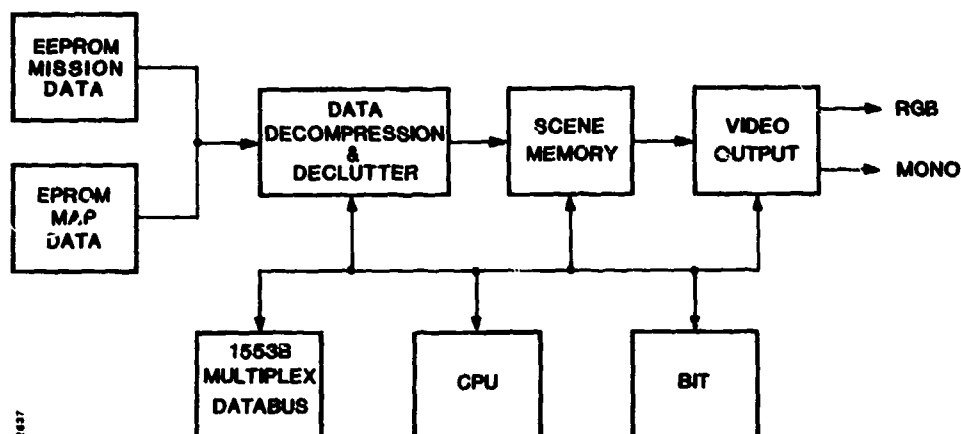 EEPROM
MISSION
DATA
EPROM
MAP
DATA
DATA
DECOMPRESSION
&
DECLUTTER
SCENE
MEMORY
VIDEO
OUTPUT
RGB
MONO
1553B
MULTIPLEX
DATABUS
CPU
BIT